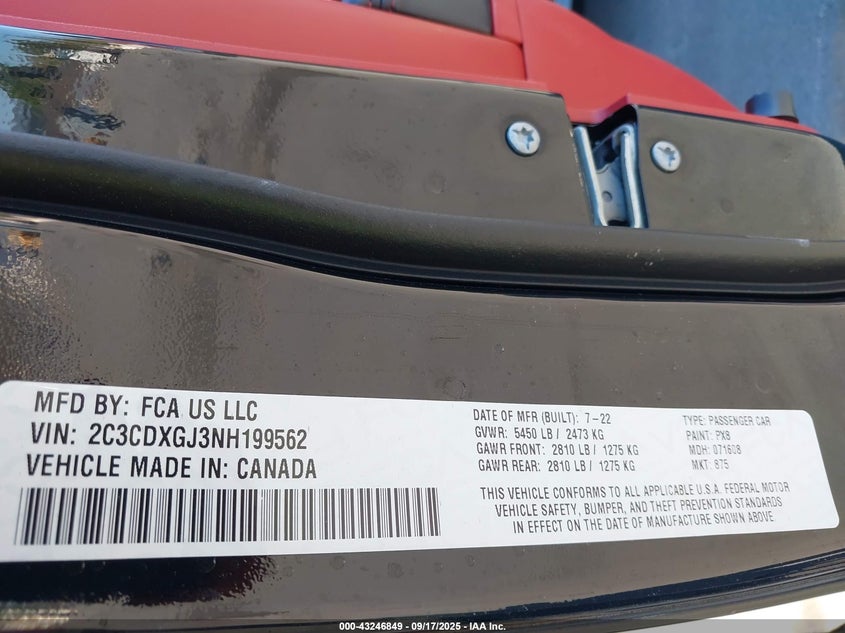 MFD BY: FCA US LLC
VIN: 2C3CDXGJ3NH199562
VEHICLE MADE IN: CANADA
DATE OF MFR (BUILT): 7-22
GVWR: 5450 LB / 2473 KG
GAWR FRONT: 2810 LB / 1275 KG
GAWR REAR: 2810 LB / 1275 KG
TYPE: PASSENGER CAR
PAINT: PX8
MDH: 071608
MKT: 875
THIS VEHICLE CONFORMS TO ALL APPLICABLE U.S.A. FEDERAL MOTOR
VEHICLE SAFETY, BUMPER, AND THEFT PREVENTION STANDARDS
IN EFFECT ON THE DATE OF MANUFACTURE SHOWN ABOVE.
© 43246849 - 09/17/2025 - IAA Inc.